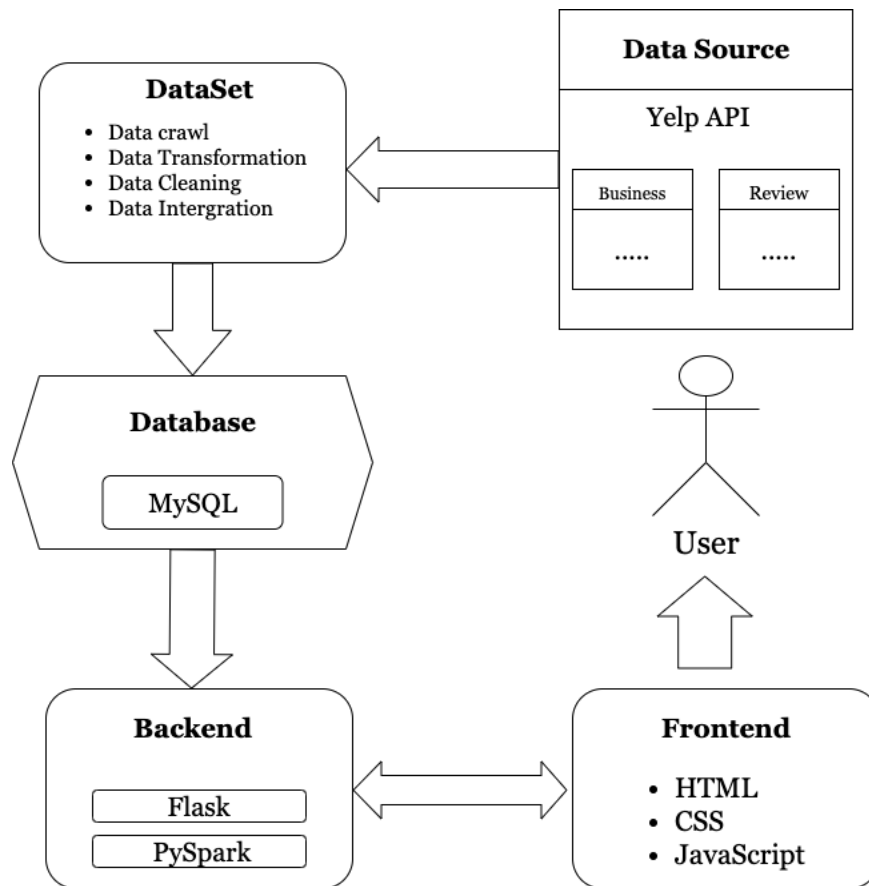 Data Source
Yelp API
Business
.....
Review
.....
DataSet
• Data crawl
• Data Transformation
• Data Cleaning
• Data Intergration
Database
MySQL
Backend
Flask
PySpark
Frontend
• HTML
• CSS
• JavaScript
User